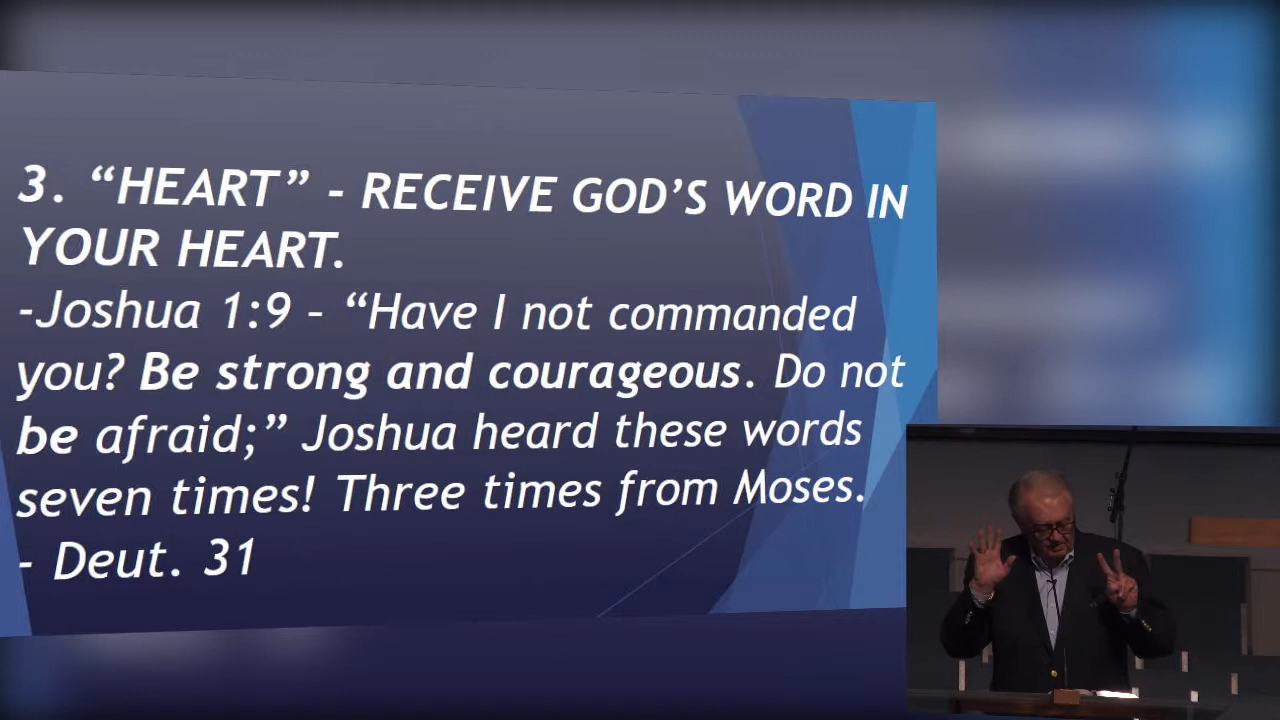 3. “HEART” – RECEIVE GOD’S WORD IN
YOUR HEART.
-Joshua 1:9 – “Have I not commanded
you? Be strong and courageous. Do not
be afraid;” Joshua heard these words
seven times! Three times from Moses.
- Deut. 31